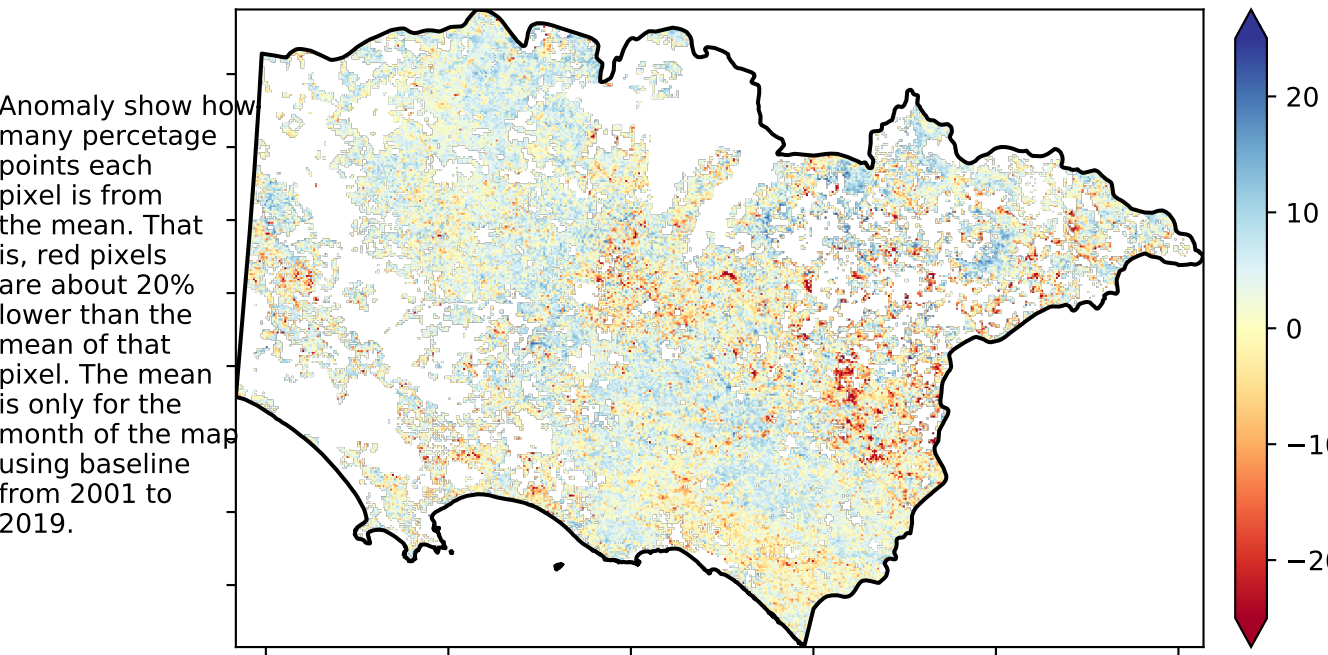 Anomaly show how
many percetage
points each
pixel is from
the mean. That
is, red pixels
are about 20%
lower than the
mean of that
pixel. The mean
is only for the
month of the map
using baseline
from 2001 to
2019.
20
10
0
−10
−20